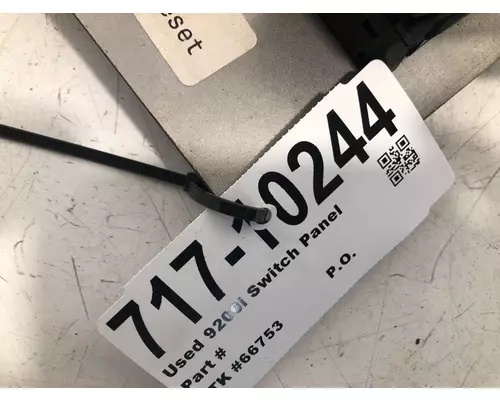 set
717-10244
Used 9200i Switch Panel
Part #
P.O.
TK #66753